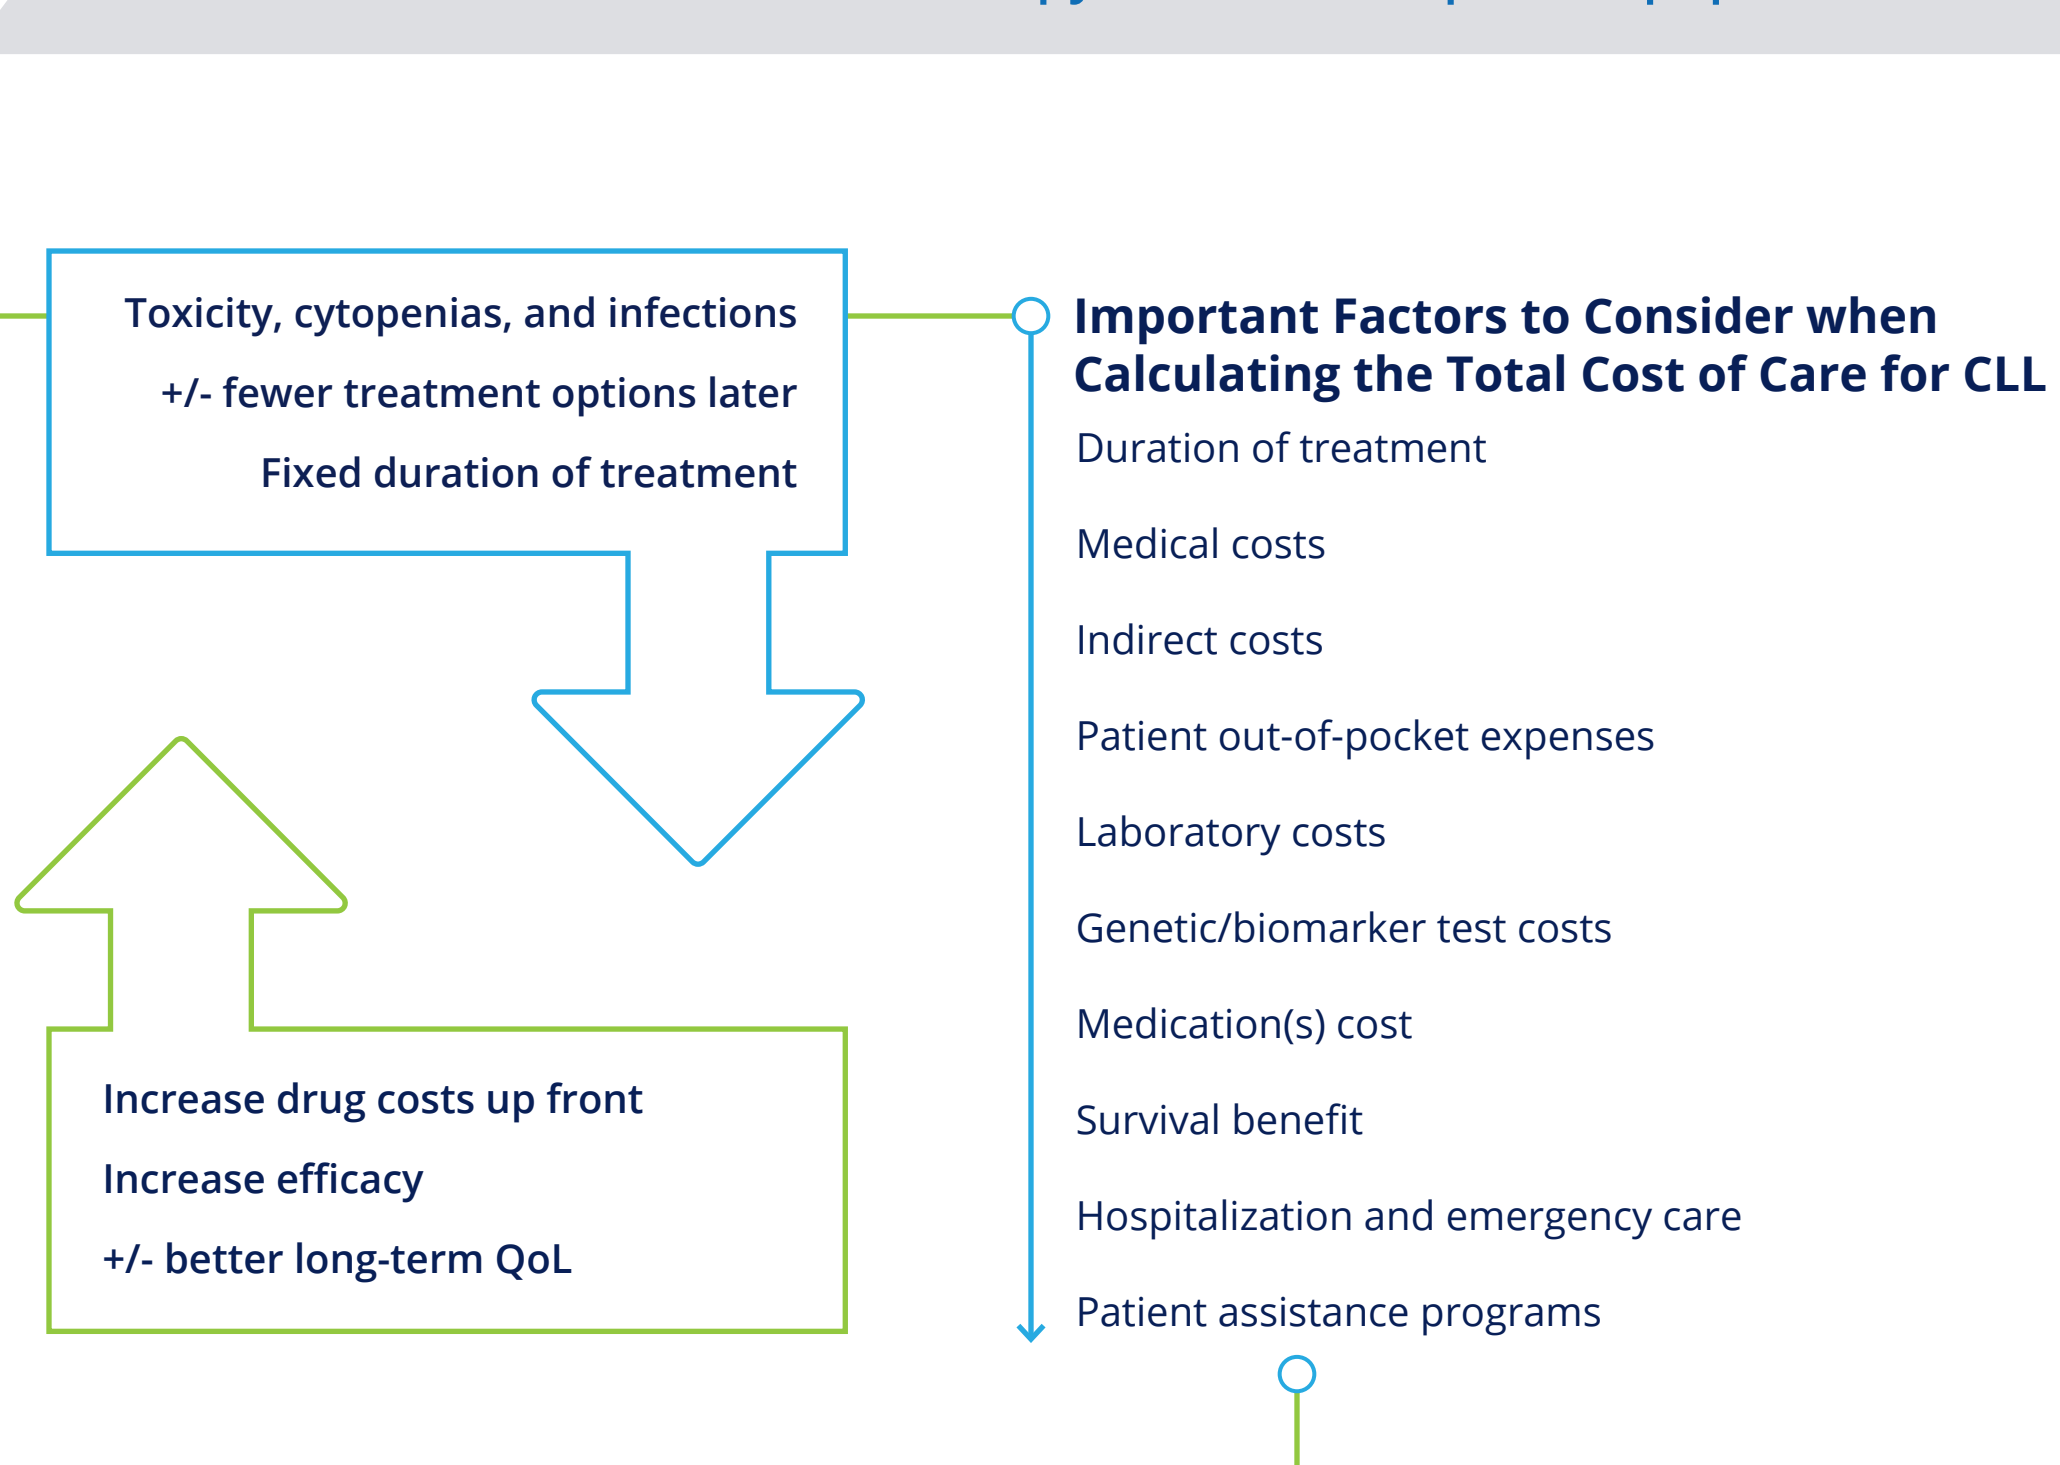 Toxicity, cytopenias, and infections
+/- fewer treatment options later
Fixed duration of treatment
Increase drug costs up front
Increase efficacy
+/- better long-term QoL
Important Factors to Consider when
Calculating the Total Cost of Care for CLL
Duration of treatment
Medical costs
Indirect costs
Patient out-of-pocket expenses
Laboratory costs
Genetic/biomarker test costs
Medication(s) cost
Survival benefit
Hospitalization and emergency care
Patient assistance programs